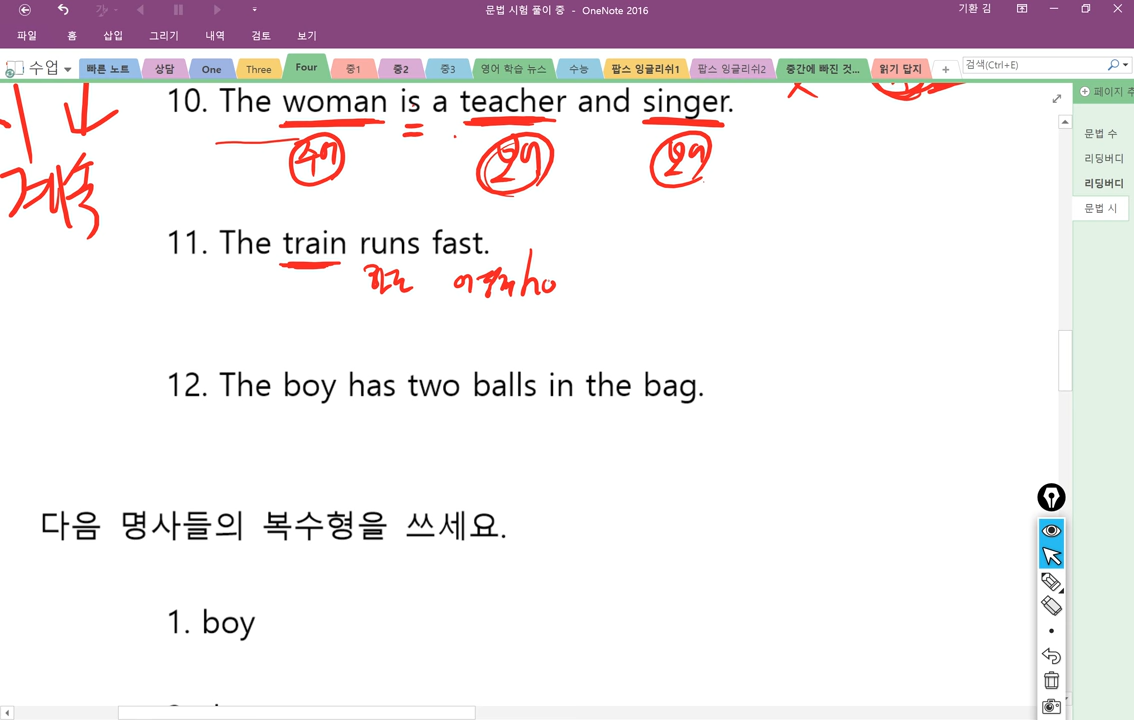 문법 시험 풀이 중 - OneNote 2016
기환 김
파일 홈 삽입 그리기 내역 검토 보기
수업 빠른 노트 상담 One Three Four 중1 중2 중3 영어 학습 뉴스 수능 팝스 잉글리쉬1 팝스 잉글리쉬2 중간에 빠진 것... 읽기 답지 검색(Ctrl+E)
페이지 추
문법 수
리딩버디
리딩버디
문법 시
10. The woman is a teacher and singer.
주어 보어 보어
계속
11. The train runs fast.
12. The boy has two balls in the bag.
다음 명사들의 복수형을 쓰세요.
1. boy